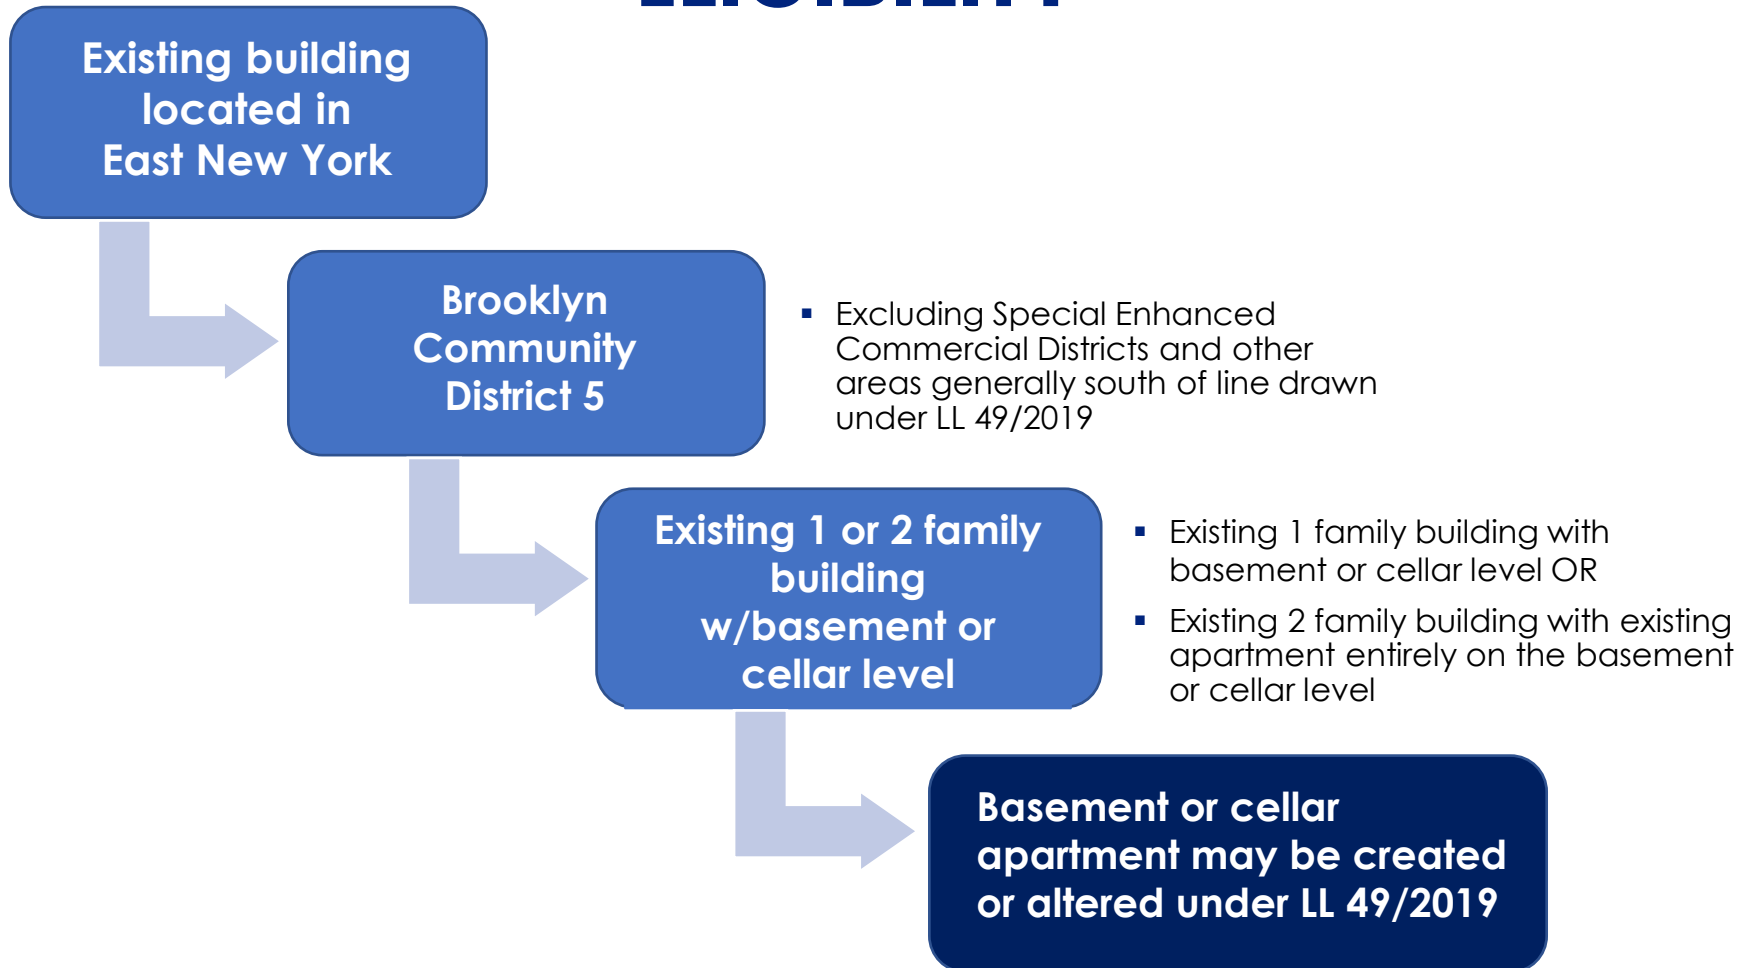 ELIGIBILITY
Existing building
located in
East New York
Brooklyn
Community
District 5
▪ Excluding Special Enhanced
Commercial Districts and other
areas generally south of line drawn
under LL 49/2019
Existing 1 or 2 family
building
w/basement or
cellar level
▪ Existing 1 family building with
basement or cellar level OR
▪ Existing 2 family building with existing
apartment entirely on the basement
or cellar level
Basement or cellar
apartment may be created
or altered under LL 49/2019